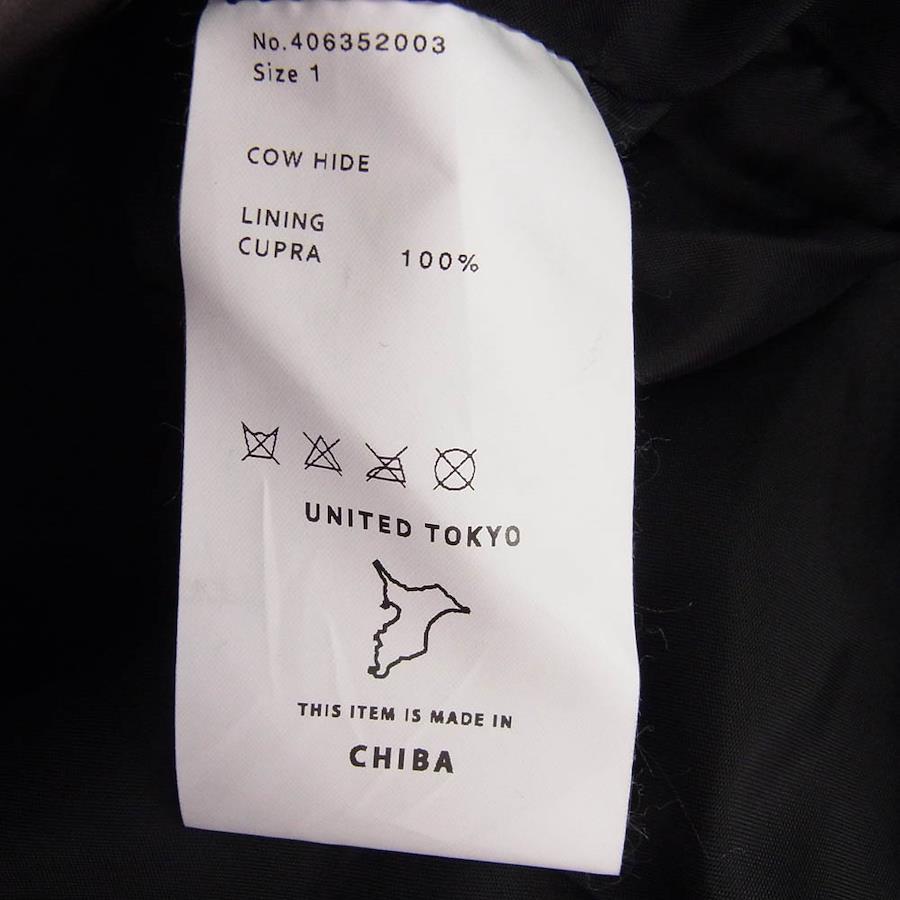 No.406352003
Size 1
COW HIDE
LINING
CUPRA 100%
UNITED TOKYO
THIS ITEM IS MADE IN
CHIBA